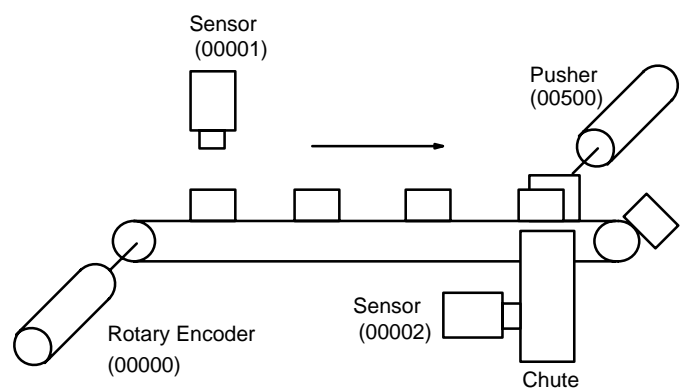 Sensor
(00001)
Pusher
(00500)
Sensor
(00002)
Rotary Encoder
(00000)
Chute